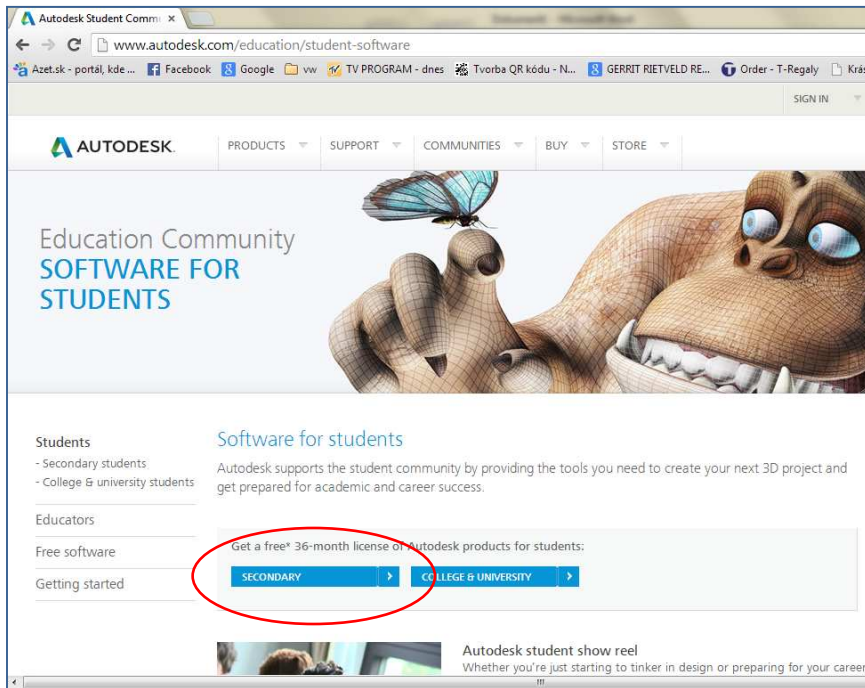 Autodesk Student Comm
www.autodesk.com/education/student-software
Azet.sk - portál, kde ... Facebook Google vw TV PROGRAM - dnes Tvorba QR kódu - N... GERRIT RIETVELD RE... Order - T-Regaly Krás
SIGN IN
AUTODESK. PRODUCTS SUPPORT COMMUNITIES BUY STORE
Education Community
SOFTWARE FOR
STUDENTS
Students
- Secondary students
- College & university students
Educators
Free software
Getting started
Software for students
Autodesk supports the student community by providing the tools you need to create your next 3D project and
get prepared for academic and career success.
Get a free* 36-month license of Autodesk products for students:
SECONDARY COLLEGE & UNIVERSITY
Autodesk student show reel
Whether you're just starting to tinker in design or preparing for your career